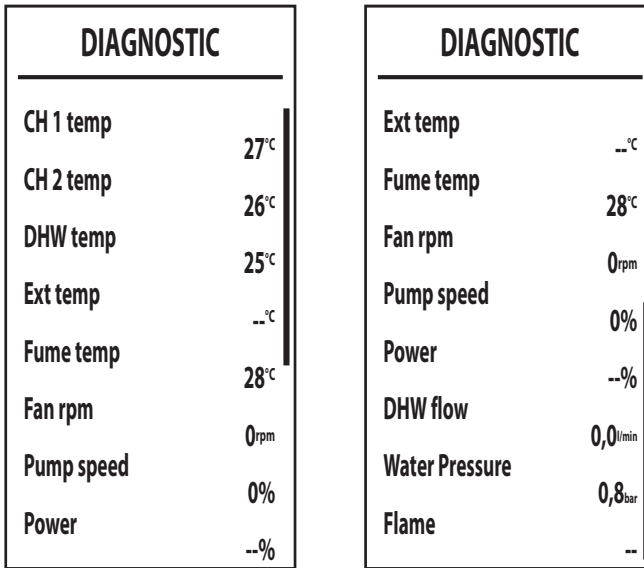 DIAGNOSTIC
CH 1 temp
27°C
CH 2 temp
26°C
DHW temp
25°C
Ext temp
--°C
Fume temp
28°C
Fan rpm
0rpm
Pump speed
0%
Power
--%
DIAGNOSTIC
Ext temp
--°C
Fume temp
28°C
Fan rpm
0rpm
Pump speed
0%
Power
--%
DHW flow
0,0l/min
Water Pressure
0,8bar
Flame
--